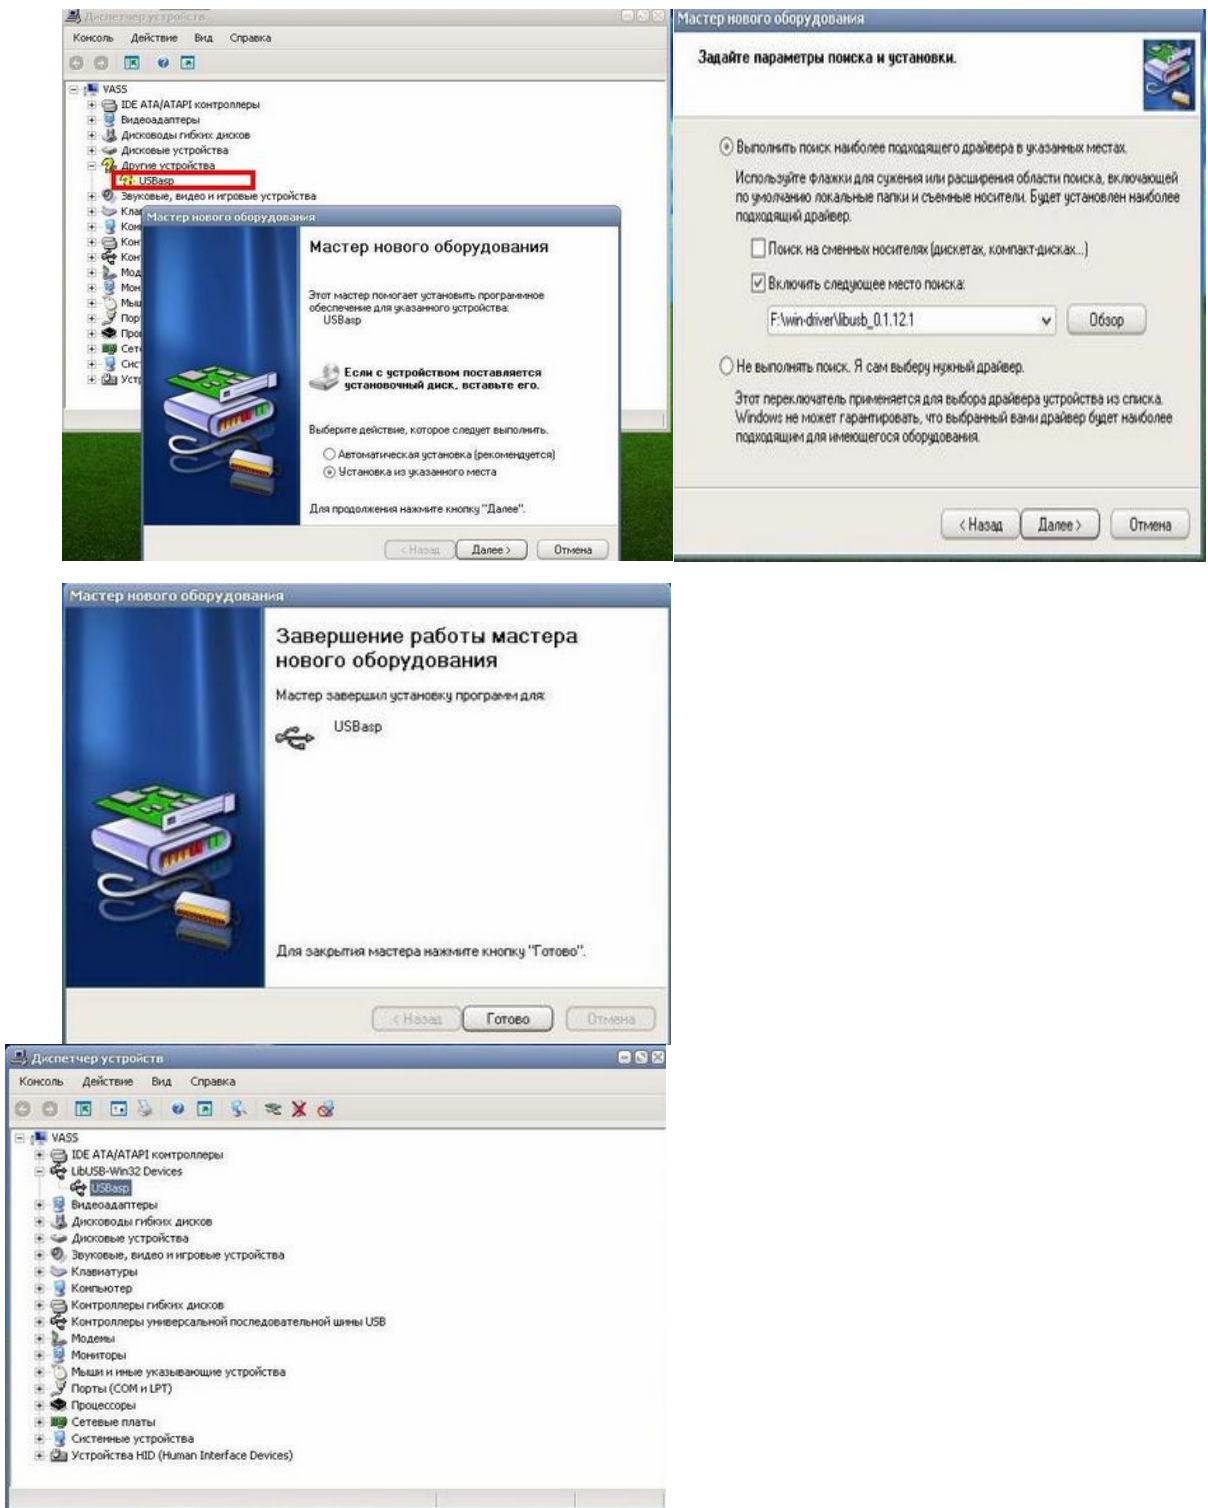 Диспетчер устройств
Консоль Действие Вид Справка
VASS
IDE ATA/ATAPI контроллеры
Видеоадаптеры
Дисководы гибких дисков
Дисковые устройства
Другие устройства
USBasp
Звуковые, видео и игровые устройства
Мастер нового оборудования
Мастер нового оборудования
Этот мастер помогает установить программное
обеспечение для указанного устройства:
USBasp
Если с устройством поставляется
установочный диск, вставьте его.
Выберите действие, которое следует выполнить.
Автоматическая установка (рекомендуется)
Установка из указанного места
Для продолжения нажмите кнопку "Далее".
< Назад Далее > Отмена
Мастер нового оборудования
Задайте параметры поиска и установки.
Выполнить поиск наиболее подходящего драйвера в указанных местах.
Используйте флажки для сужения или расширения области поиска, включающей
по умолчанию локальные папки и съемные носители. Будет установлен наиболее
подходящий драйвер.
Поиск на сменных носителях (дискетах, компакт-дисках...)
Включить следующее место поиска:
F:\win-driver\libusb_0.1.12.1 Обзор
Не выполнять поиск. Я сам выберу нужный драйвер.
Этот переключатель применяется для выбора драйвера устройства из списка.
Windows не может гарантировать, что выбранный вами драйвер будет наиболее
подходящим для имеющегося оборудования.
< Назад Далее > Отмена
Мастер нового оборудования
Завершение работы мастера
нового оборудования
Мастер завершил установку программ для:
USBasp
Для закрытия мастера нажмите кнопку "Готово".
< Назад Готово Отмена
Диспетчер устройств
Консоль Действие Вид Справка
VASS
IDE ATA/ATAPI контроллеры
LibUSB-Win32 Devices
USBasp
Видеоадаптеры
Дисководы гибких дисков
Дисковые устройства
Звуковые, видео и игровые устройства
Клавиатуры
Компьютер
Контроллеры гибких дисков
Контроллеры универсальной последовательной шины USB
Модемы
Мониторы
Мыши и иные указывающие устройства
Порты (COM и LPT)
Процессоры
Сетевые платы
Системные устройства
Устройства HID (Human Interface Devices)